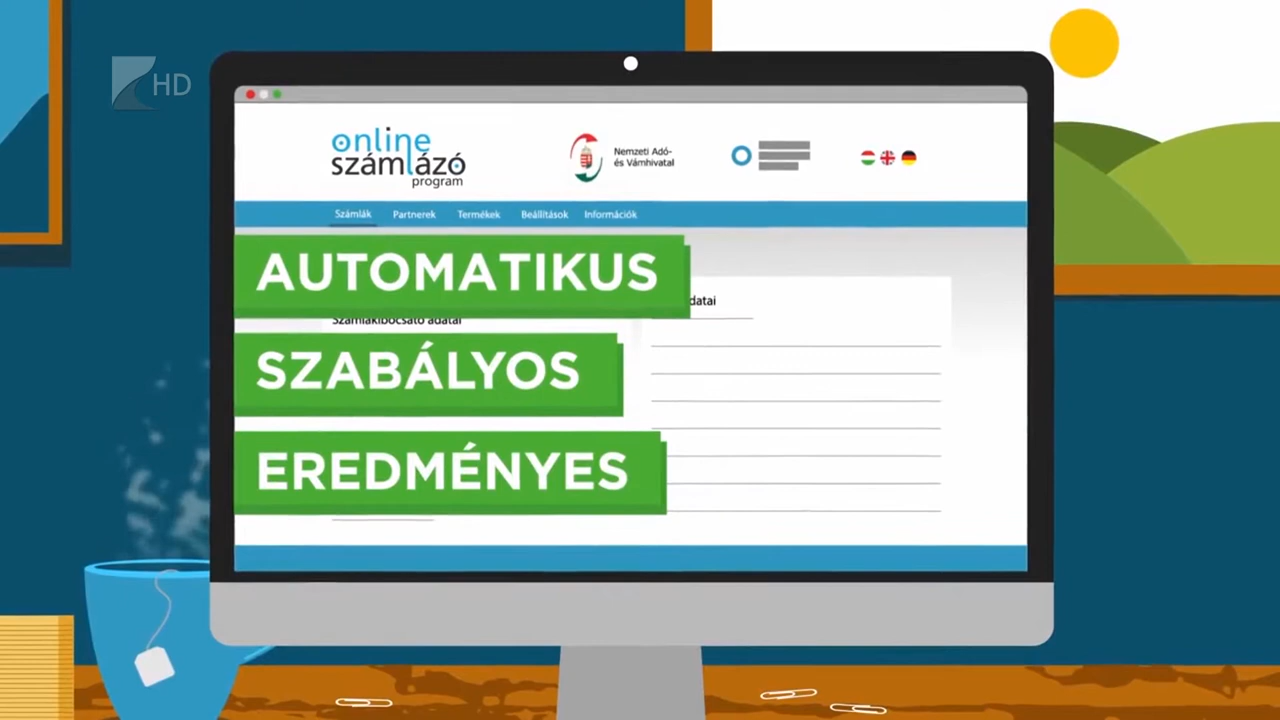 HD
online
számlázó
program
Nemzeti Adó-
és Vámhivatal
Számlák Partnerek Termékek Beállítások Információk
AUTOMATIKUS
datai
Számlakibocsátó adatai
SZABÁLYOS
EREDMÉNYES